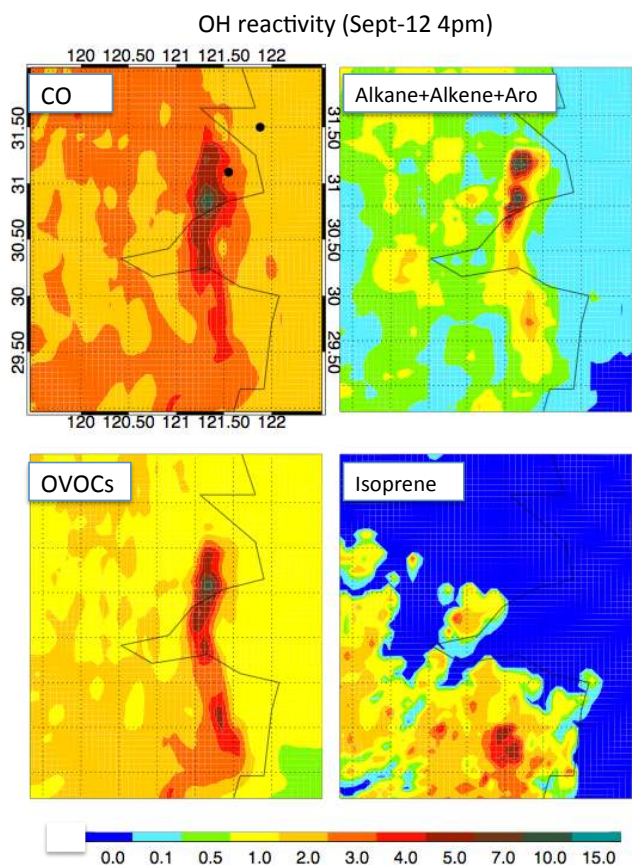 OH reactivity (Sept-12 4pm)
120 120.50 121 121.50 122
CO
Alkane+Alkene+Aro
31.50 31 30.50 30 29.50
31.50 31 30.50 30 29.50
120 120.50 121 121.50 122
OVOCs
Isoprene
0.0 0.1 0.5 1.0 2.0 3.0 4.0 5.0 7.0 10.0 15.0